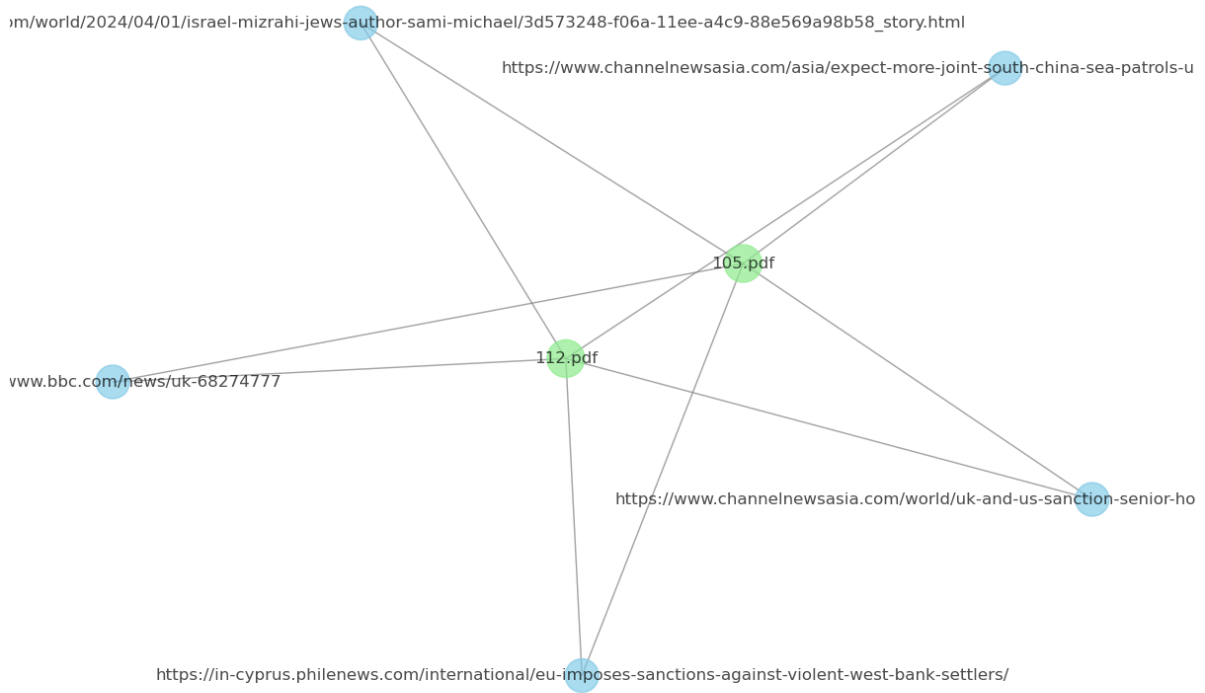 om/world/2024/04/01/israel-mizrahi-jews-author-sami-michael/3d573248-f06a-11ee-a4c9-88e569a98b58_story.html
https://www.channelnewsasia.com/asia/expect-more-joint-south-china-sea-patrols-u
105.pdf
112.pdf
www.bbc.com/news/uk-68274777
https://www.channelnewsasia.com/world/uk-and-us-sanction-senior-ho
https://in-cyprus.philenews.com/international/eu-imposes-sanctions-against-violent-west-bank-settlers/